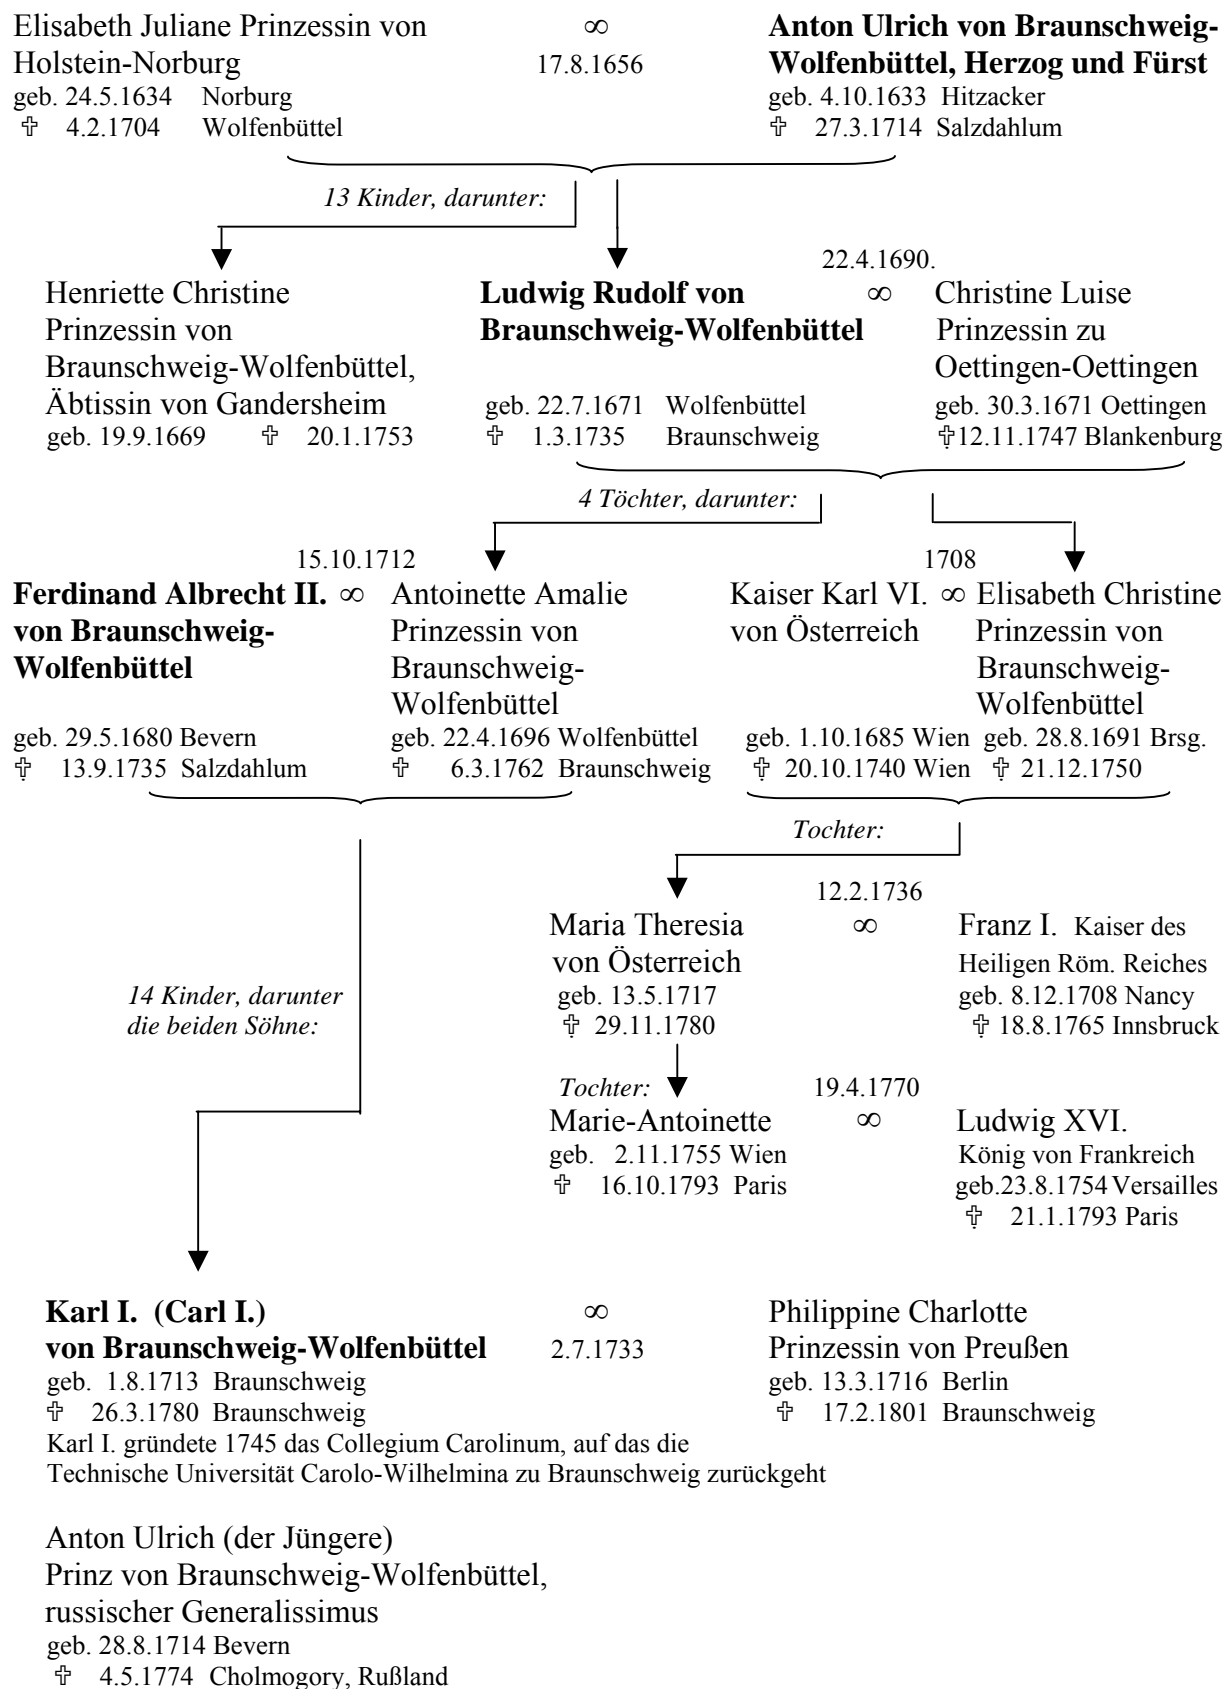 Elisabeth Juliane Prinzessin von
Holstein-Norburg
geb. 24.5.1634 Norburg
✞ 4.2.1704 Wolfenbüttel
∞
17.8.1656
Anton Ulrich von Braunschweig-
Wolfenbüttel, Herzog und Fürst
geb. 4.10.1633 Hitzacker
✞ 27.3.1714 Salzdahlum
13 Kinder, darunter:
Henriette Christine
Prinzessin von
Braunschweig-Wolfenbüttel,
Äbtissin von Gandersheim
geb. 19.9.1669 ✞ 20.1.1753
Ludwig Rudolf von
Braunschweig-Wolfenbüttel
geb. 22.7.1671 Wolfenbüttel
✞ 1.3.1735 Braunschweig
22.4.1690.
∞
Christine Luise
Prinzessin zu
Oettingen-Oettingen
geb. 30.3.1671 Oettingen
✞12.11.1747 Blankenburg
4 Töchter, darunter:
Ferdinand Albrecht II.
von Braunschweig-
Wolfenbüttel
geb. 29.5.1680 Bevern
✞ 13.9.1735 Salzdahlum
15.10.1712
∞
Antoinette Amalie
Prinzessin von
Braunschweig-
Wolfenbüttel
geb. 22.4.1696 Wolfenbüttel
✞ 6.3.1762 Braunschweig
Kaiser Karl VI.
von Österreich
geb. 1.10.1685 Wien
✞ 20.10.1740 Wien
1708
∞
Elisabeth Christine
Prinzessin von
Braunschweig-
Wolfenbüttel
geb. 28.8.1691 Brsg.
✞ 21.12.1750
Tochter:
Maria Theresia
von Österreich
geb. 13.5.1717
✞ 29.11.1780
12.2.1736
∞
Franz I. Kaiser des
Heiligen Röm. Reiches
geb. 8.12.1708 Nancy
✞ 18.8.1765 Innsbruck
14 Kinder, darunter
die beiden Söhne:
Tochter:
Marie-Antoinette
geb. 2.11.1755 Wien
✞ 16.10.1793 Paris
19.4.1770
∞
Ludwig XVI.
König von Frankreich
geb.23.8.1754 Versailles
✞ 21.1.1793 Paris
Karl I. (Carl I.)
von Braunschweig-Wolfenbüttel
geb. 1.8.1713 Braunschweig
✞ 26.3.1780 Braunschweig
∞
2.7.1733
Philippine Charlotte
Prinzessin von Preußen
geb. 13.3.1716 Berlin
✞ 17.2.1801 Braunschweig
Karl I. gründete 1745 das Collegium Carolinum, auf das die
Technische Universität Carolo-Wilhelmina zu Braunschweig zurückgeht
Anton Ulrich (der Jüngere)
Prinz von Braunschweig-Wolfenbüttel,
russischer Generalissimus
geb. 28.8.1714 Bevern
✞ 4.5.1774 Cholmogory, Rußland